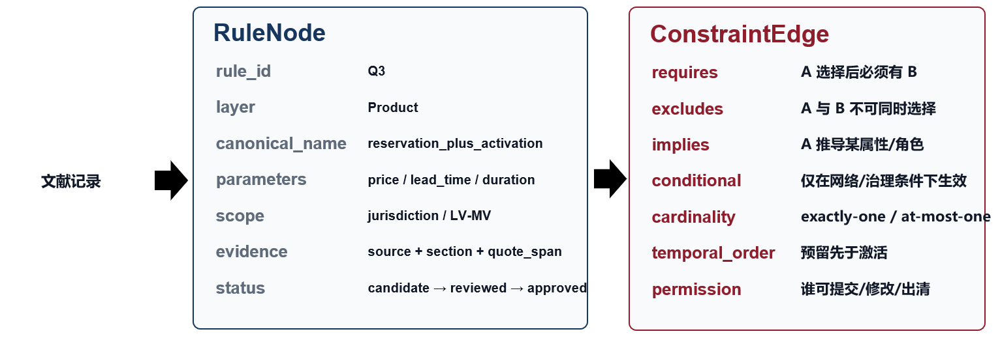 文献记录
RuleNode
rule_id Q3
layer Product
canonical_name reservation_plus_activation
parameters price / lead_time / duration
scope jurisdiction / LV-MV
evidence source + section + quote_span
status candidate → reviewed → approved
ConstraintEdge
requires A 选择后必须有 B
excludes A 与 B 不可同时选择
implies A 推导某属性/角色
conditional 仅在网络/治理条件下生效
cardinality exactly-one / at-most-one
temporal_order 预留先于激活
permission 谁可提交/修改/出清